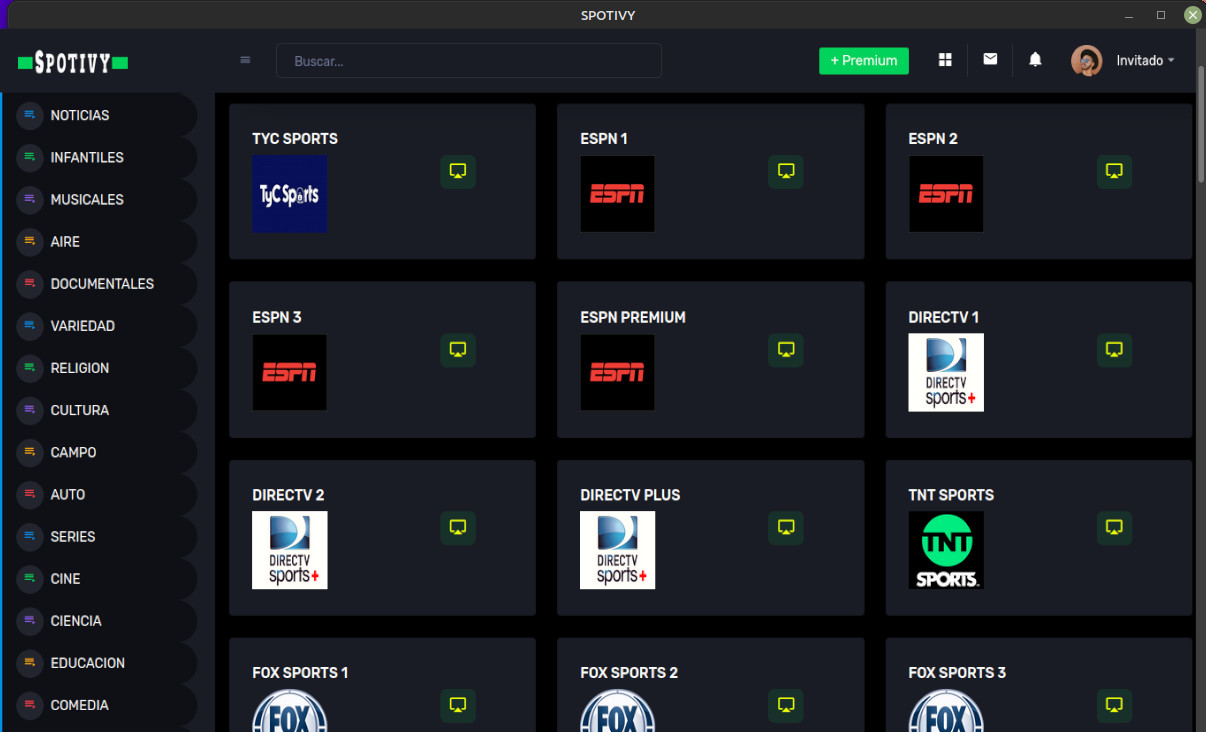 SPOTIVY
SPOTIVY
Buscar...
+ Premium
Invitado
NOTICIAS
INFANTILES
MUSICALES
AIRE
DOCUMENTALES
VARIEDAD
RELIGION
CULTURA
CAMPO
AUTO
SERIES
CINE
CIENCIA
EDUCACION
COMEDIA
TYC SPORTS
TyC Sports
ESPN 1
ESPN
ESPN 2
ESPN
ESPN 3
ESPN
ESPN PREMIUM
ESPN
DIRECTV 1
DIRECTV
sports+
DIRECTV 2
DIRECTV
sports+
DIRECTV PLUS
DIRECTV
sports+
TNT SPORTS
TNT
SPORTS
FOX SPORTS 1
FOX
FOX SPORTS 2
FOX
FOX SPORTS 3
FOX